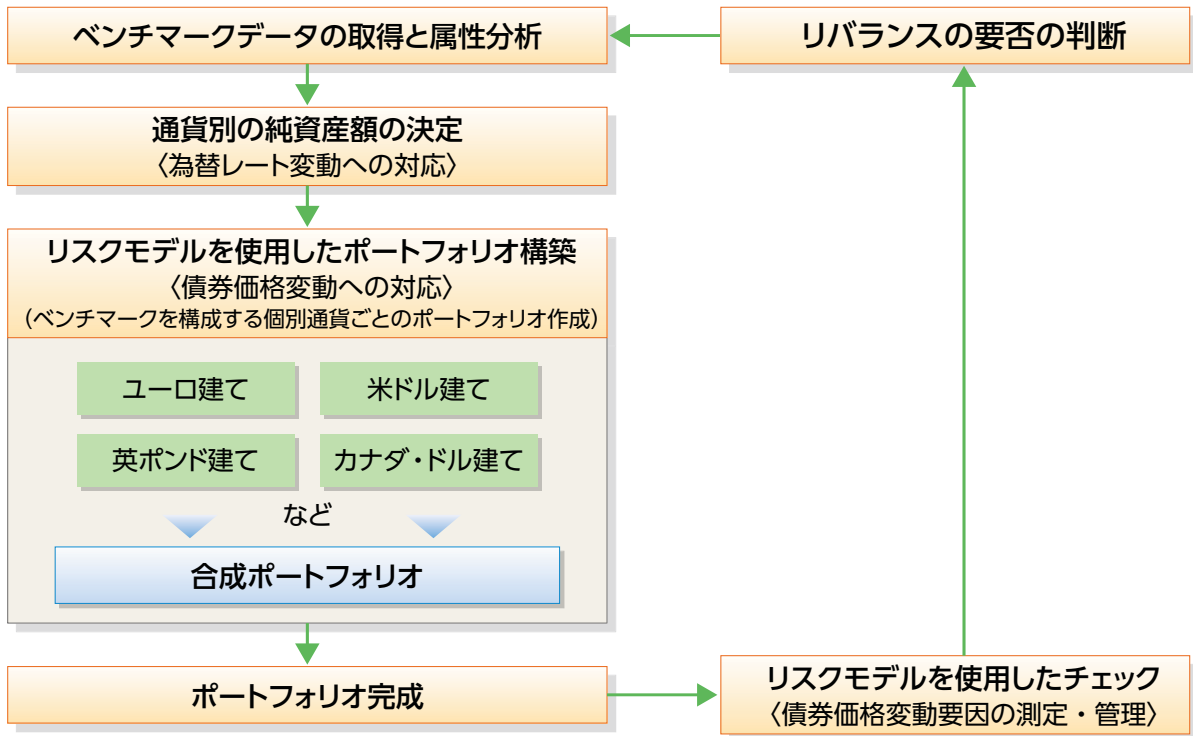 ベンチマークデータの取得と属性分析
リバランスの要否の判断
通貨別の純資産額の決定
〈為替レート変動への対応〉
リスクモデルを使用したポートフォリオ構築
〈債券価格変動への対応〉
(ベンチマークを構成する個別通貨ごとのポートフォリオ作成)
ユーロ建て
米ドル建て
英ポンド建て
カナダ・ドル建て
など
合成ポートフォリオ
ポートフォリオ完成
リスクモデルを使用したチェック
〈債券価格変動要因の測定・管理〉